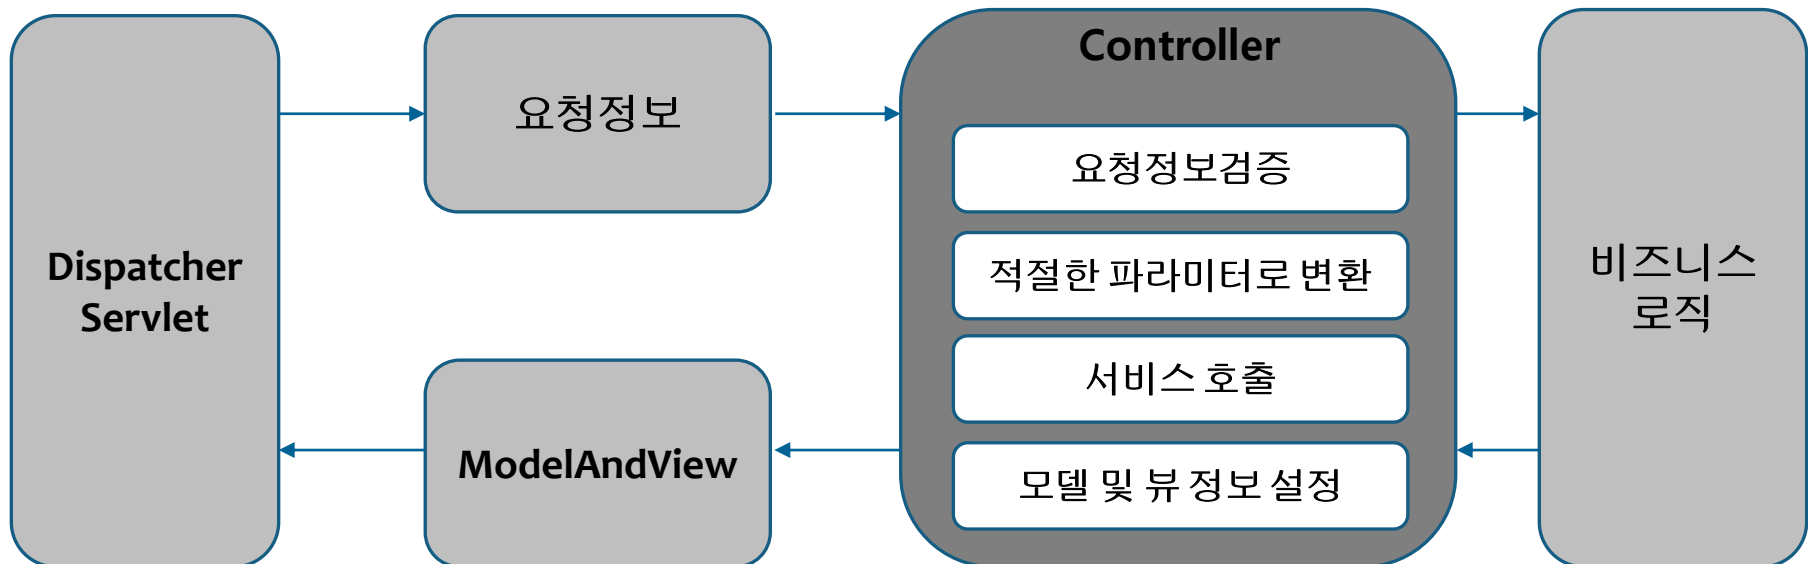 Dispatcher
Servlet
요청정보
ModelAndView
Controller
요청정보검증
적절한 파라미터로 변환
서비스 호출
모델 및 뷰 정보 설정
비즈니스
로직